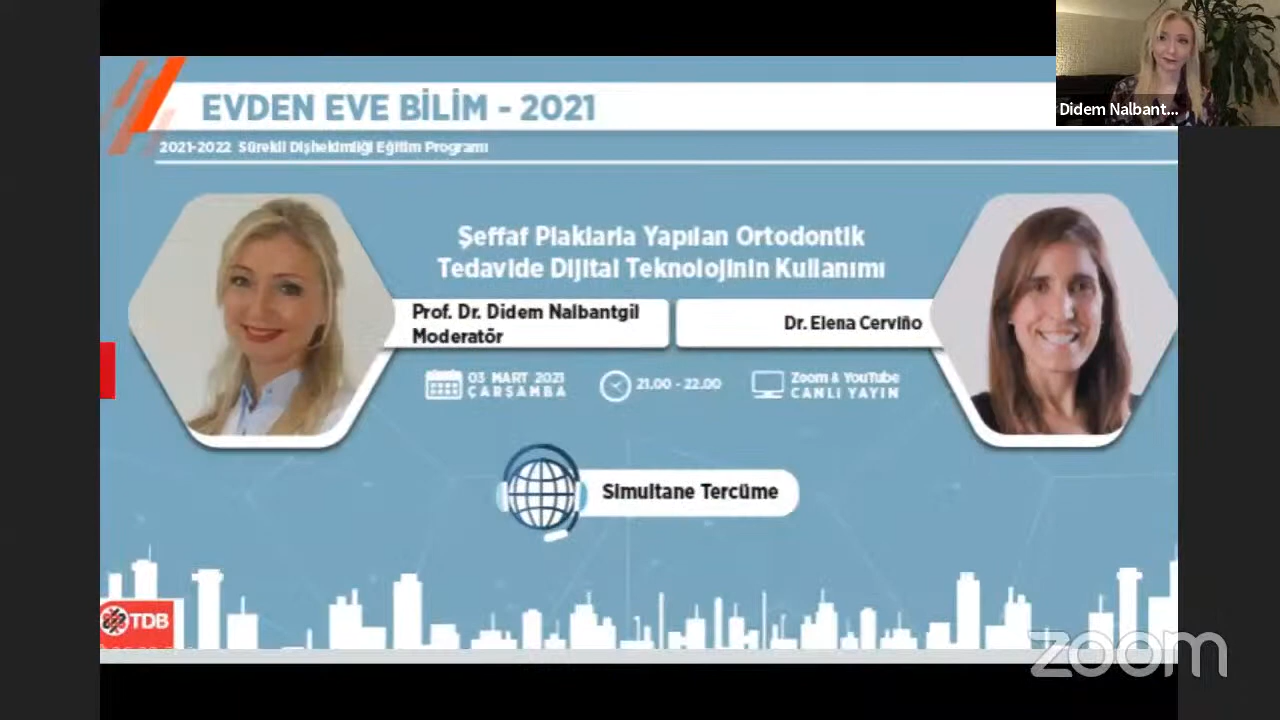 EVDEN EVE BİLİM - 2021
Didem Nalbant...
2021-2022 Sürekli Dişhekimliği Eğitim Programı
Şeffaf Plaklarla Yapılan Ortodontik
Tedavide Dijital Teknolojinin Kullanımı
Prof. Dr. Didem Nalbantgil
Moderatör
Dr. Elena Cerviño
03 MART 2021
ÇARŞAMBA
21.00 - 22.00
Zoom & YouTube
CANLI YAYIN
Simultane Tercüme
TDB
zoom